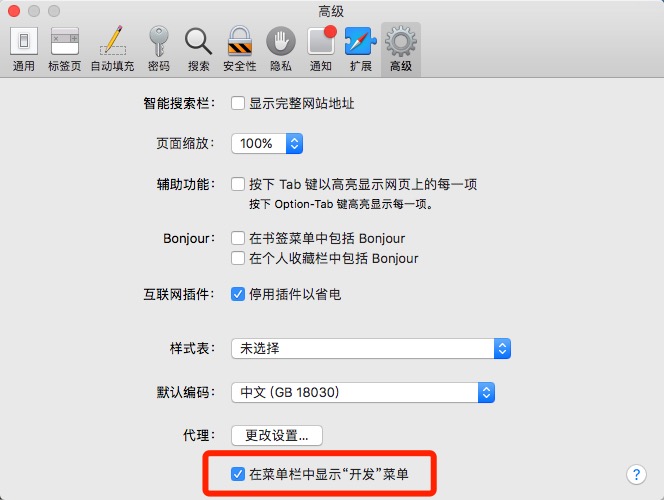 高级
通用 标签页 自动填充 密码 搜索 安全性 隐私 通知 扩展 高级
智能搜索栏: 显示完整网站地址
页面缩放: 100%
辅助功能: 按下 Tab 键以高亮显示网页上的每一项
按下 Option-Tab 键高亮显示每一项。
Bonjour: 在书签菜单中包括 Bonjour
在个人收藏栏中包括 Bonjour
互联网插件: 停用插件以省电
样式表: 未选择
默认编码: 中文 (GB 18030)
代理: 更改设置...
在菜单栏中显示“开发”菜单
?